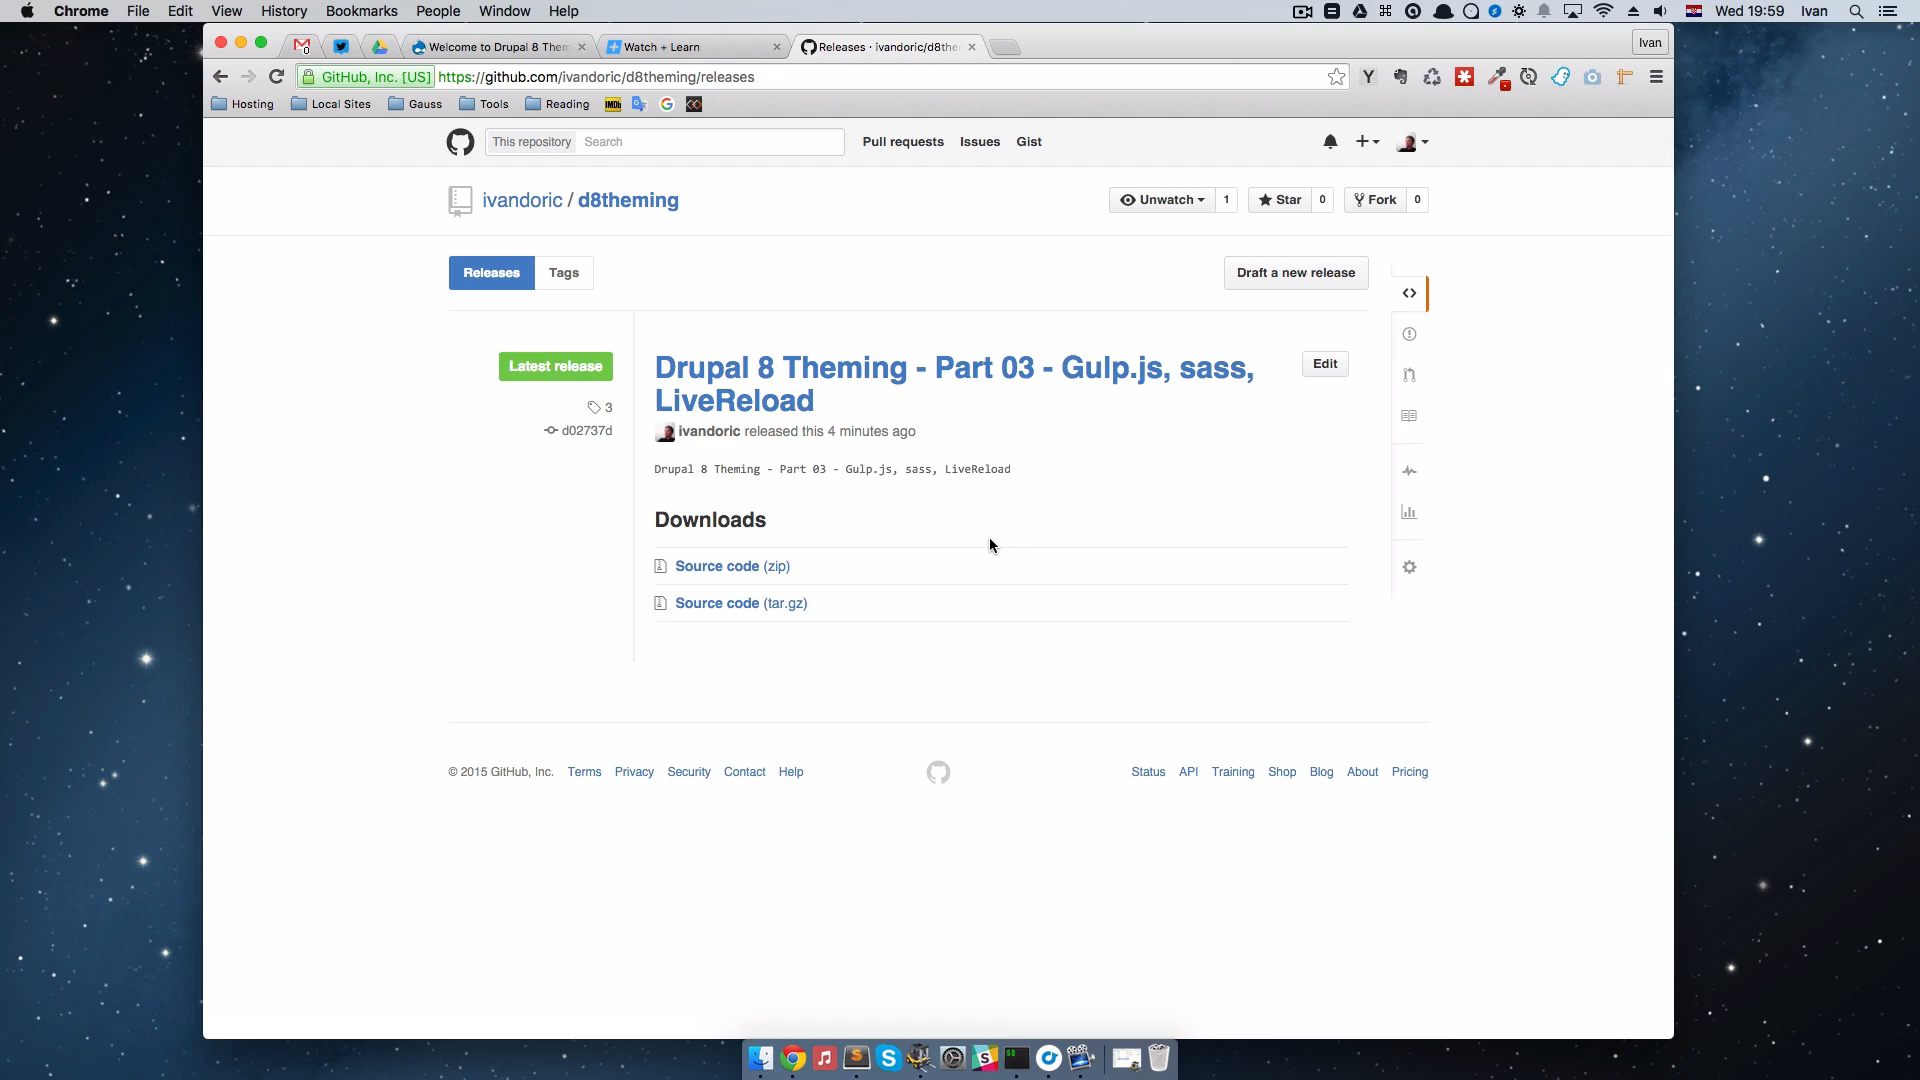 Chrome File Edit View History Bookmarks People Window Help
Wed 19:59 Ivan
Welcome to Drupal 8 Them
Watch + Learn
Releases · ivandoric/d8ther
Ivan
GitHub, Inc. [US] https://github.com/ivandoric/d8theming/releases
Hosting Local Sites Gauss Tools Reading IMDb
This repository Search Pull requests Issues Gist
ivandoric / d8theming
Unwatch 1 Star 0 Fork 0
Releases Tags
Draft a new release
Latest release
3
d02737d
Drupal 8 Theming - Part 03 - Gulp.js, sass,
LiveReload
Edit
ivandoric released this 4 minutes ago
Drupal 8 Theming - Part 03 - Gulp.js, sass, LiveReload
Downloads
Source code (zip)
Source code (tar.gz)
© 2015 GitHub, Inc. Terms Privacy Security Contact Help
Status API Training Shop Blog About Pricing